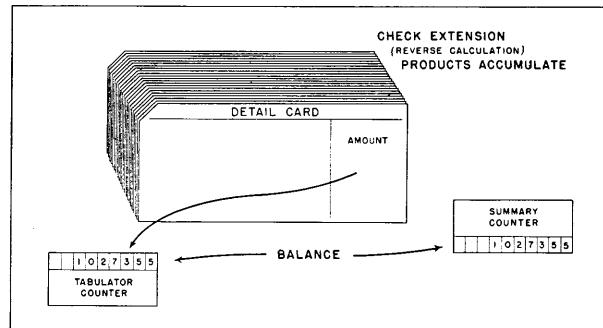 CHECK EXTENSION
(REVERSE CALCULATION)
PRODUCTS ACCUMULATE
DETAIL CARD
AMOUNT
SUMMARY
COUNTER
1 0 2 7 3 5 5
1 0 2 7 3 5 5
BALANCE
TABULATOR
COUNTER